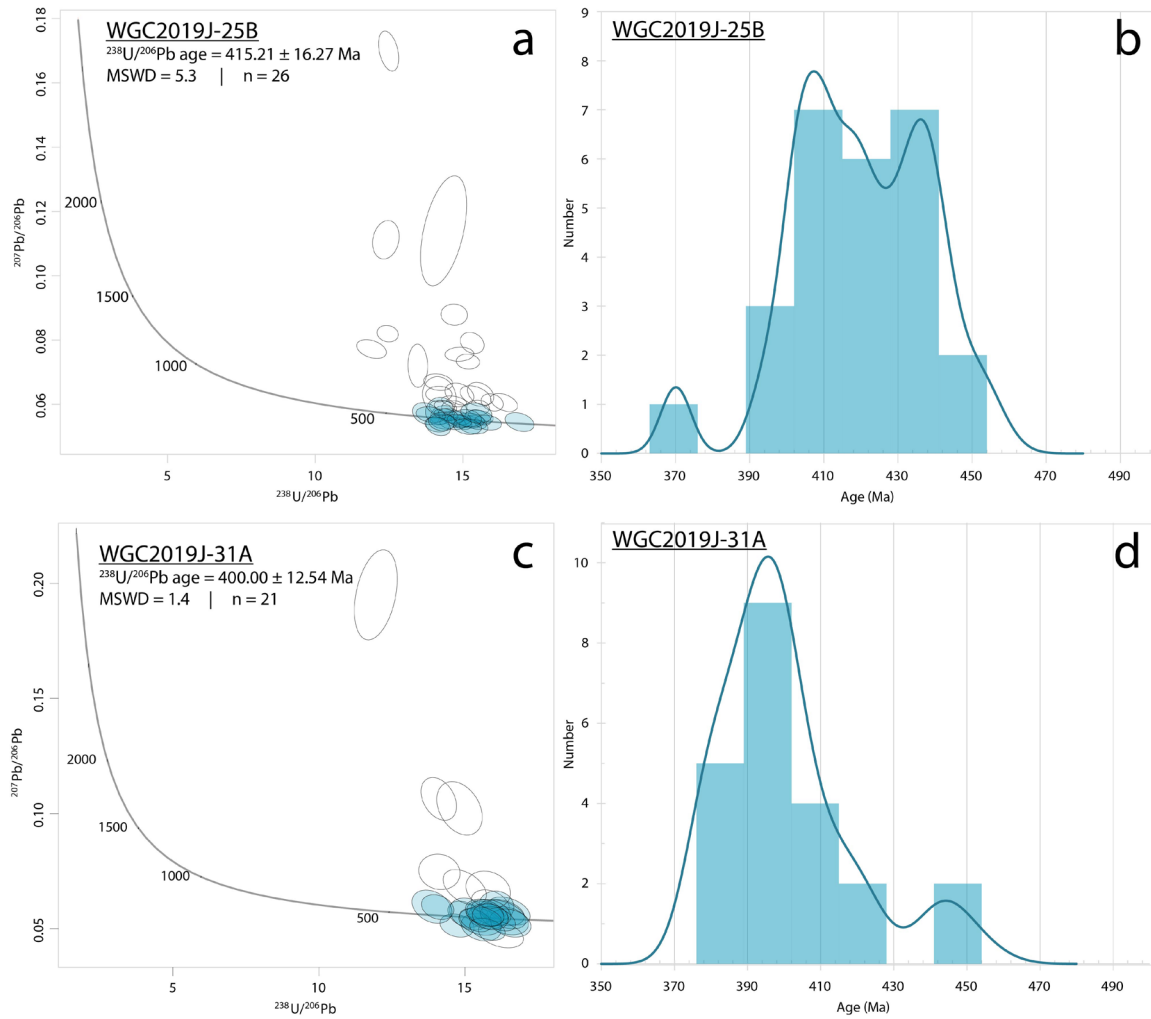 WGC2019J-25B
²³⁸U/²⁰⁶Pb age = 415.21 ± 16.27 Ma
MSWD = 5.3 | n = 26
a
0.18
0.16
0.14
0.12
0.10
0.08
0.06
²⁰⁷Pb/²⁰⁶Pb
2000
1500
1000
500
5 10 15
²³⁸U/²⁰⁶Pb
WGC2019J-25B
b
9
8
7
6
5
4
3
2
1
0
Number
350 370 390 410 430 450 470 490
Age (Ma)
WGC2019J-31A
²³⁸U/²⁰⁶Pb age = 400.00 ± 12.54 Ma
MSWD = 1.4 | n = 21
c
0.20
0.15
0.10
0.05
²⁰⁷Pb/²⁰⁶Pb
2000
1500
1000
500
5 10 15
²³⁸U/²⁰⁶Pb
WGC2019J-31A
d
10
8
6
4
2
0
Number
350 370 390 410 430 450 470 490
Age (Ma)